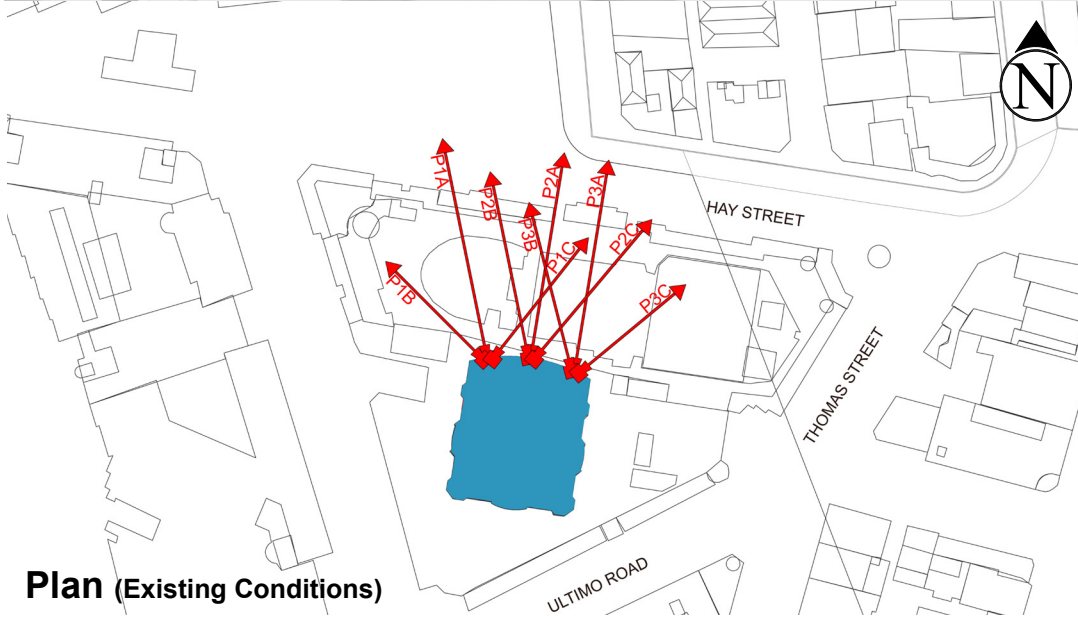 N
P1A
P2B
P2A
P3A
P3B
P1C
P2C
P1B
P3C
HAY STREET
THOMAS STREET
ULTIMO ROAD
Plan (Existing Conditions)